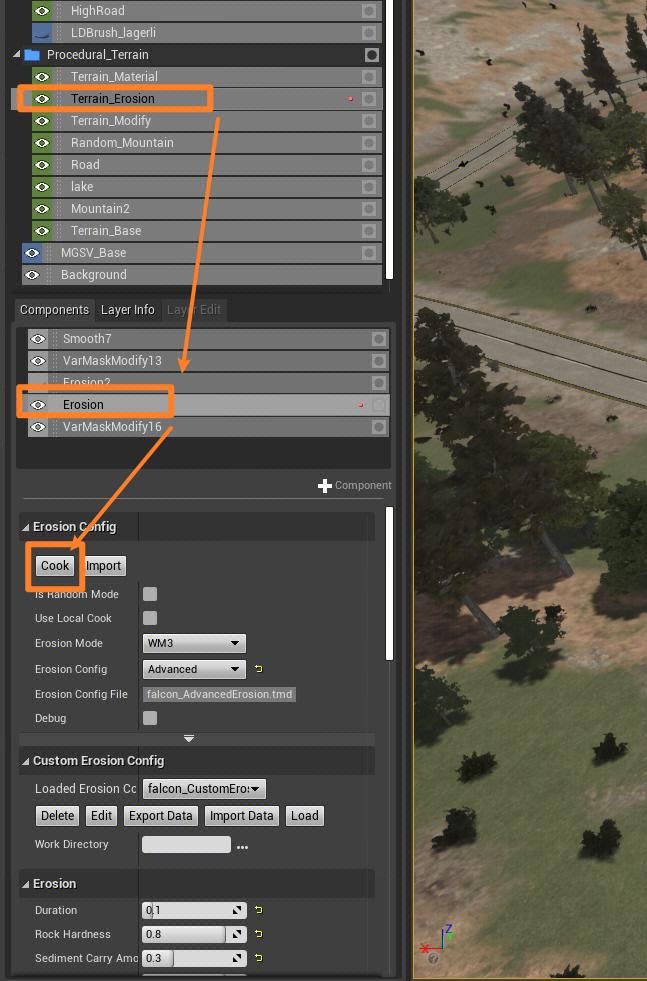 HighRoad
LDBrush_lagerli
Procedural_Terrain
Terrain_Material
Terrain_Erosion
Terrain_Modify
Random_Mountain
Road
lake
Mountain2
Terrain_Base
MGSV_Base
Background
Components Layer Info Layer Edit
Smooth7
VarMaskModify13
Erosion2
Erosion
VarMaskModify16
Component
Erosion Config
Cook Import
Is Random Mode
Use Local Cook
Erosion Mode WM3
Erosion Config Advanced
Erosion Config File falcon_AdvancedErosion.tmd
Debug
Custom Erosion Config
Loaded Erosion Co falcon_CustomEro
Delete Edit Export Data Import Data Load
Work Directory ...
Erosion
Duration 0.1
Rock Hardness 0.8
Sediment Carry Amo 0.3
Z
X